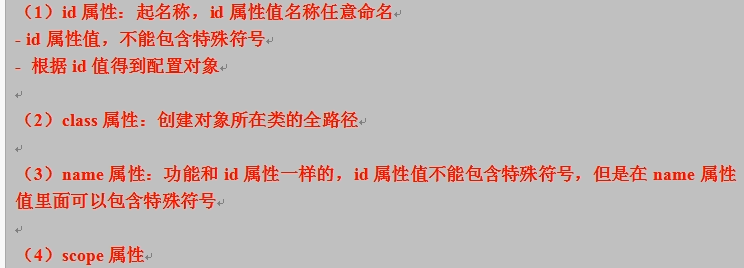 （1）id 属性：起名称，id 属性值名称任意命名
- id 属性值，不能包含特殊符号
- 根据 id 值得到配置对象
（2）class 属性：创建对象所在类的全路径
（3）name 属性：功能和 id 属性一样的，id 属性值不能包含特殊符号，但是在 name 属性
值里面可以包含特殊符号
（4）scope 属性